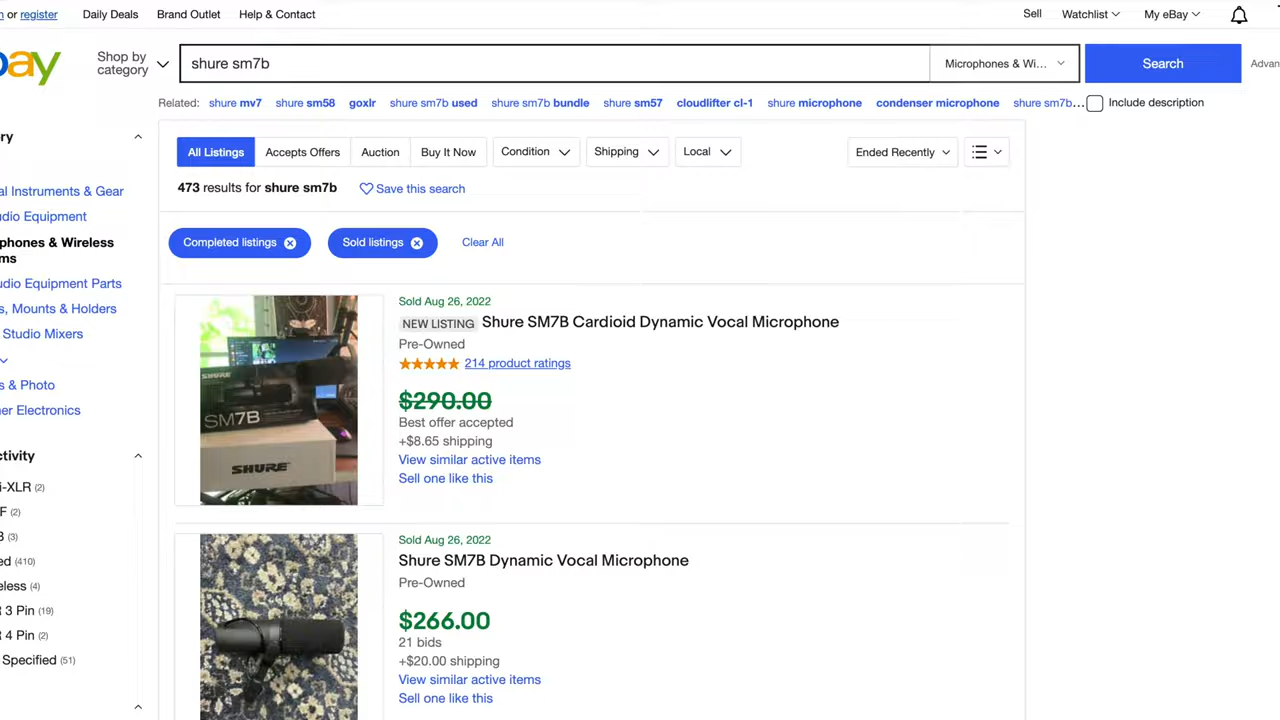 or register
Daily Deals
Brand Outlet
Help & Contact
Sell
Watchlist
My eBay
bay
Shop by
category
shure sm7b
Microphones & Wi...
Search
Advan
Related:
shure mv7
shure sm58
goxlr
shure sm7b used
shure sm7b bundle
shure sm57
cloudlifter cl-1
shure microphone
condenser microphone
shure sm7b...
Include description
ry
al Instruments & Gear
udio Equipment
phones & Wireless
ms
udio Equipment Parts
s, Mounts & Holders
Studio Mixers
s & Photo
er Electronics
ctivity
i-XLR (2)
F (2)
B (3)
ed (410)
eless (4)
3 Pin (19)
4 Pin (2)
Specified (51)
All Listings
Accepts Offers
Auction
Buy It Now
Condition
Shipping
Local
Ended Recently
473 results for shure sm7b
Save this search
Completed listings
Sold listings
Clear All
SHURE
SM7B
SHURE
Sold Aug 26, 2022
NEW LISTING Shure SM7B Cardioid Dynamic Vocal Microphone
Pre-Owned
214 product ratings
$290.00
Best offer accepted
+$8.65 shipping
View similar active items
Sell one like this
Sold Aug 26, 2022
Shure SM7B Dynamic Vocal Microphone
Pre-Owned
$266.00
21 bids
+$20.00 shipping
View similar active items
Sell one like this